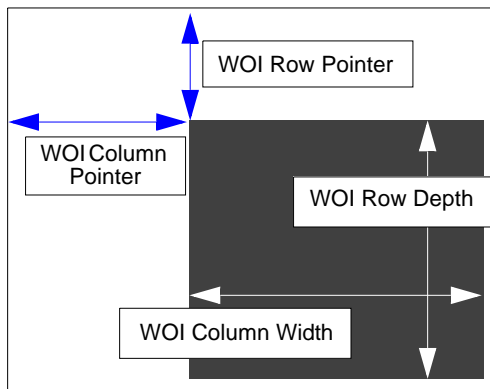 WOI Row Pointer
WOI Column
Pointer
WOI Row Depth
WOI Column Width